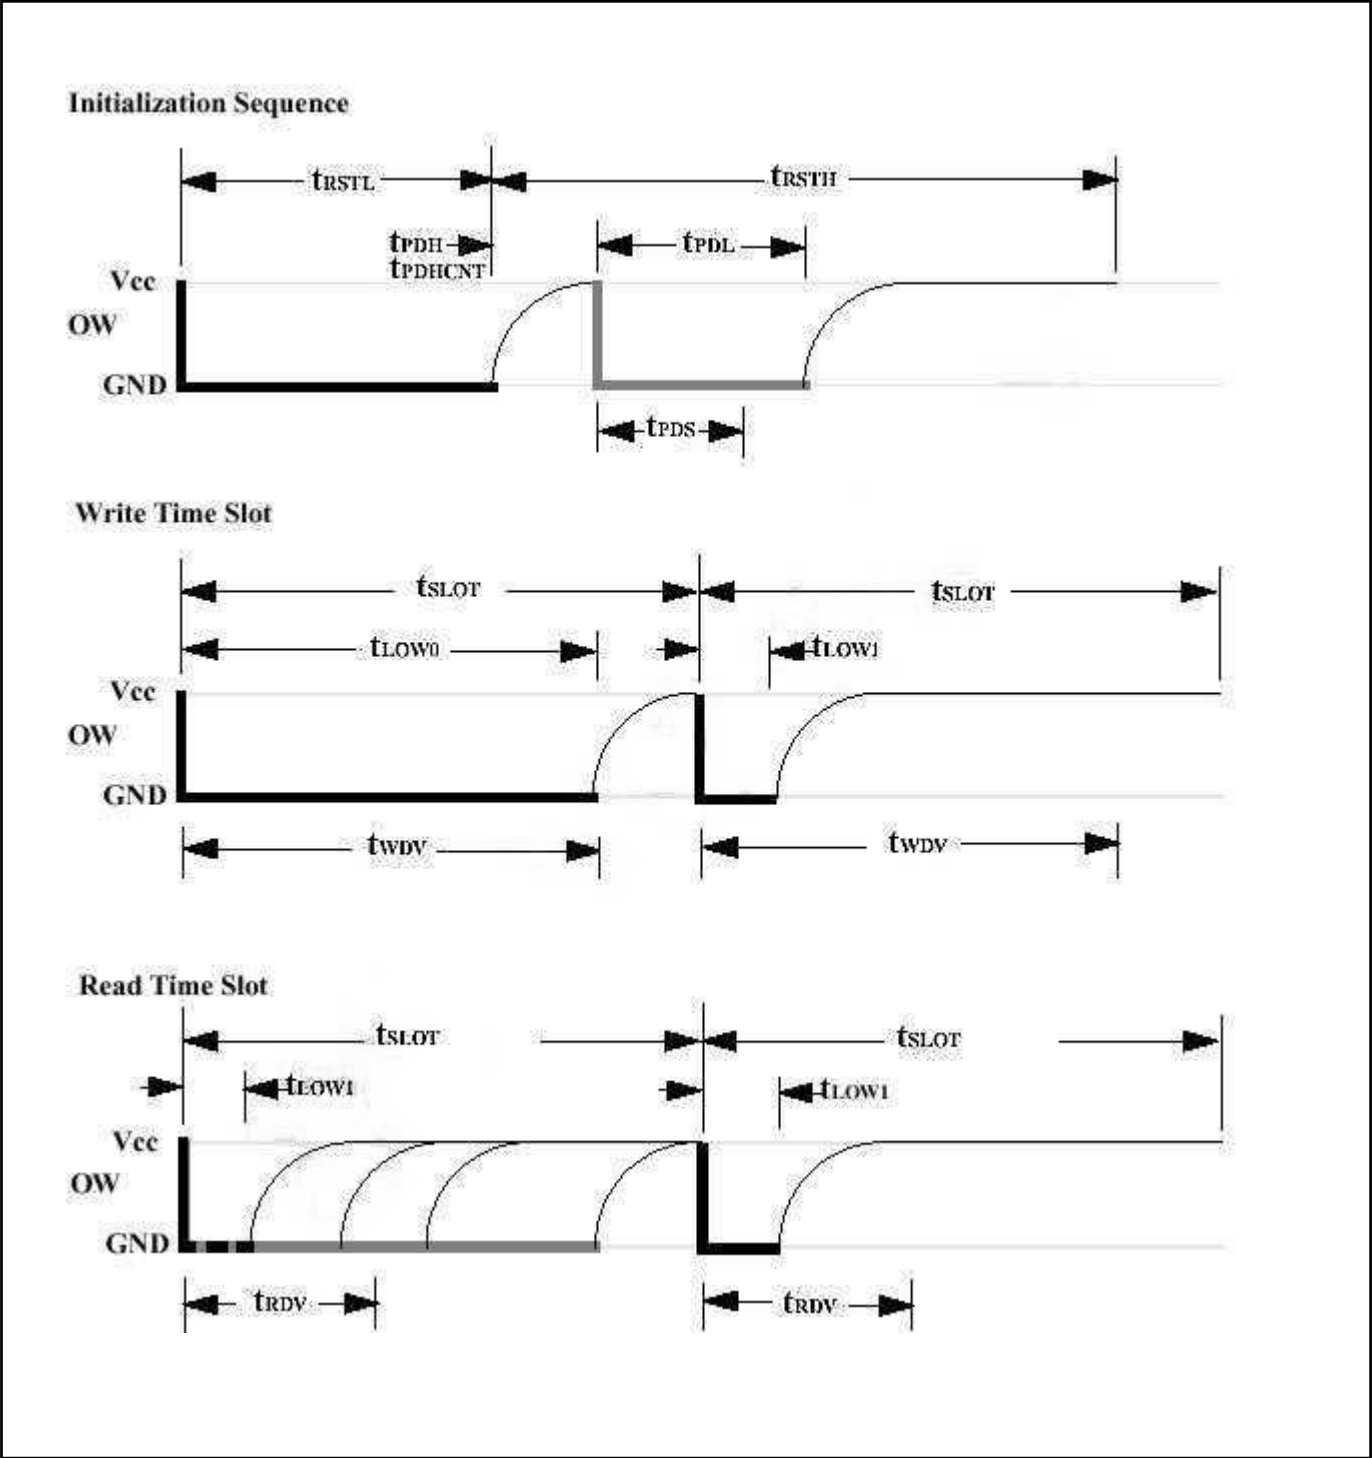 Initialization Sequence
tRSTL tRSTH
tPDH tPDL
tPDHCNT
Vcc
OW
GND
tPDS
Write Time Slot
tSLOT tSLOT
tLOW0 tLOW1
Vcc
OW
GND
tWDV tWDV
Read Time Slot
tSLOT tSLOT
tLOW1 tLOW1
Vcc
OW
GND
tRDV tRDV